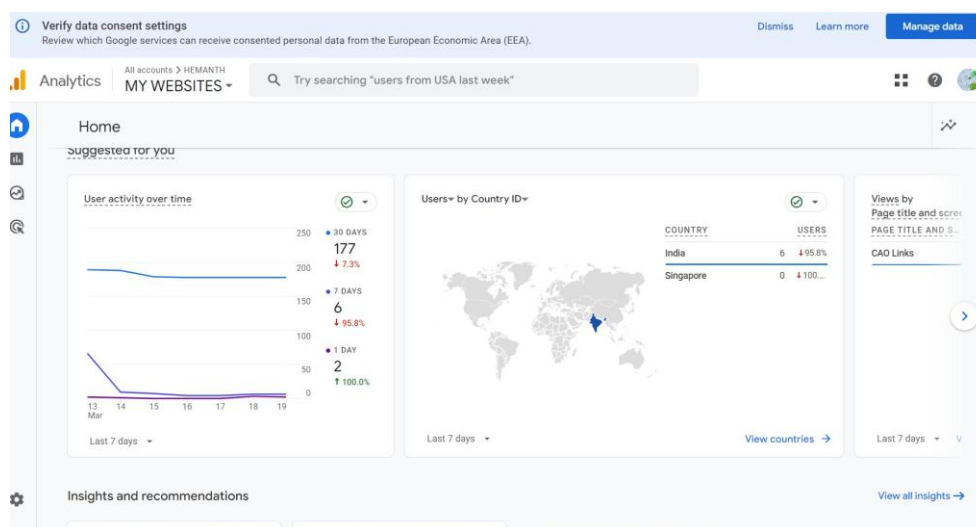 Verify data consent settings
Review which Google services can receive consented personal data from the European Economic Area (EEA).
Dismiss
Learn more
Manage data
Analytics
All accounts > HEMANTH
MY WEBSITES
Try searching "users from USA last week"
Home
Suggested for you
User activity over time
250
200
150
100
50
0
30 DAYS
177
↓ 7.3%
7 DAYS
6
↓ 95.8%
1 DAY
2
↑ 100.0%
13 14 15 16 17 18 19
Mar
Last 7 days
Users by Country ID
COUNTRY USERS
India 6 ↓95.8%
Singapore 0 ↓100...
Last 7 days
View countries →
Views by
Page title and
PAGE TITLE AND S...
CAO Links
Last 7 days
Insights and recommendations
View all insights →